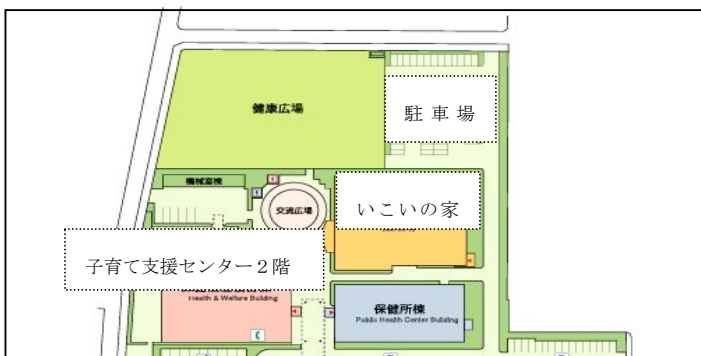 健康広場
駐車場
機械室棟
交流広場
いこいの家
子育て支援センター２階
Health & Welfare Building
保健所棟
Public Health Center Building